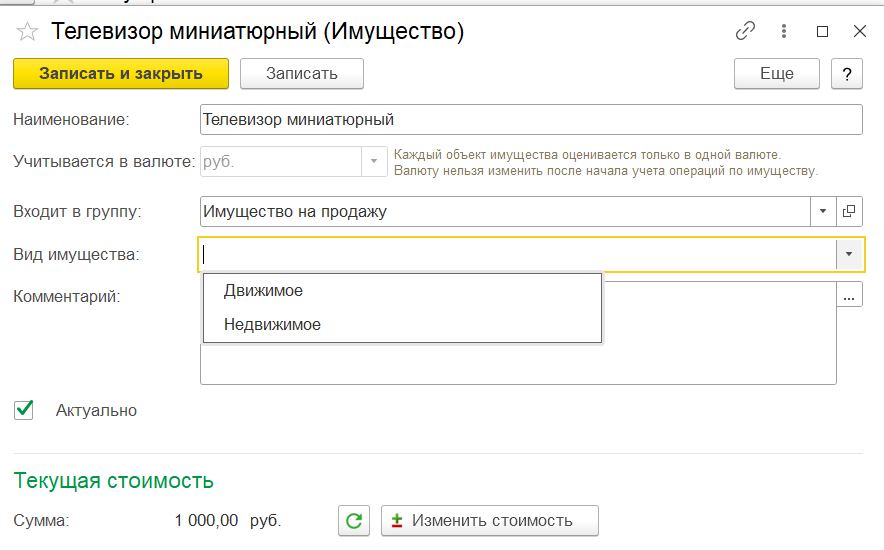 Телевизор миниатюрный (Имущество)
Записать и закрыть Записать Еще ?
Наименование: Телевизор миниатюрный
Учитывается в валюте: руб. Каждый объект имущества оценивается только в одной валюте.
Валюту нельзя изменить после начала учета операций по имуществу.
Входит в группу: Имущество на продажу
Вид имущества:
Движимое
Комментарий: ...
Недвижимое
Актуально
Текущая стоимость
Сумма: 1 000,00 руб. Изменить стоимость